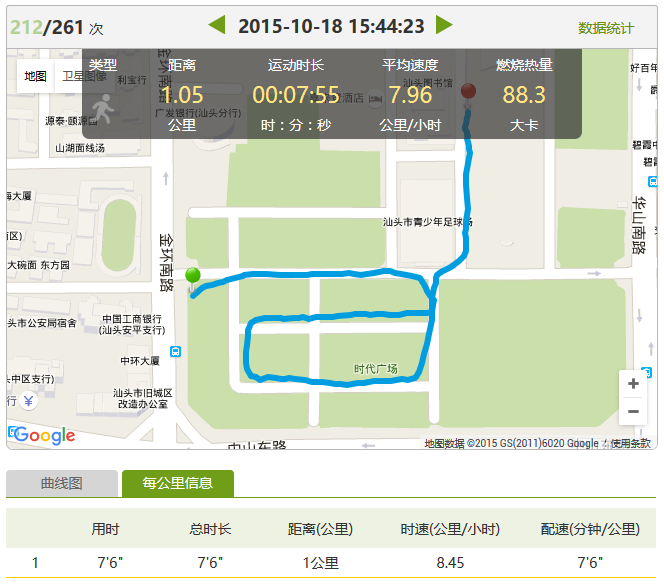 212/261 次
2015-10-18 15:44:23
数据统计
地图
卫星图像
类型
距离
运动时长
平均速度
燃烧热量
1.05
00:07:55
7.96
88.3
公里
时：分：秒
公里/小时
大卡
利宝行
汕头图书馆
好百年
酒店
广发银行(汕头分行)
源泰·颐源
山湖面线汤
金环南路
碧霞中
碧霞
华山南路
海大厦
汕头市青少年足球场
区)
大碗面 东方园
金环南路
头市公安局宿舍
中国工商银行
(汕头安平支行)
中环大厦
时代广场
头中区支行)
行
¥
汕头市旧城区
改造办公室
+
−
Google
中山东路
地图数据 ©2015 GS(2011)6020 Google
使用条款
曲线图
每公里信息
用时
总时长
距离(公里)
时速(公里/小时)
配速(分钟/公里)
1
7'6"
7'6"
1公里
8.45
7'6"